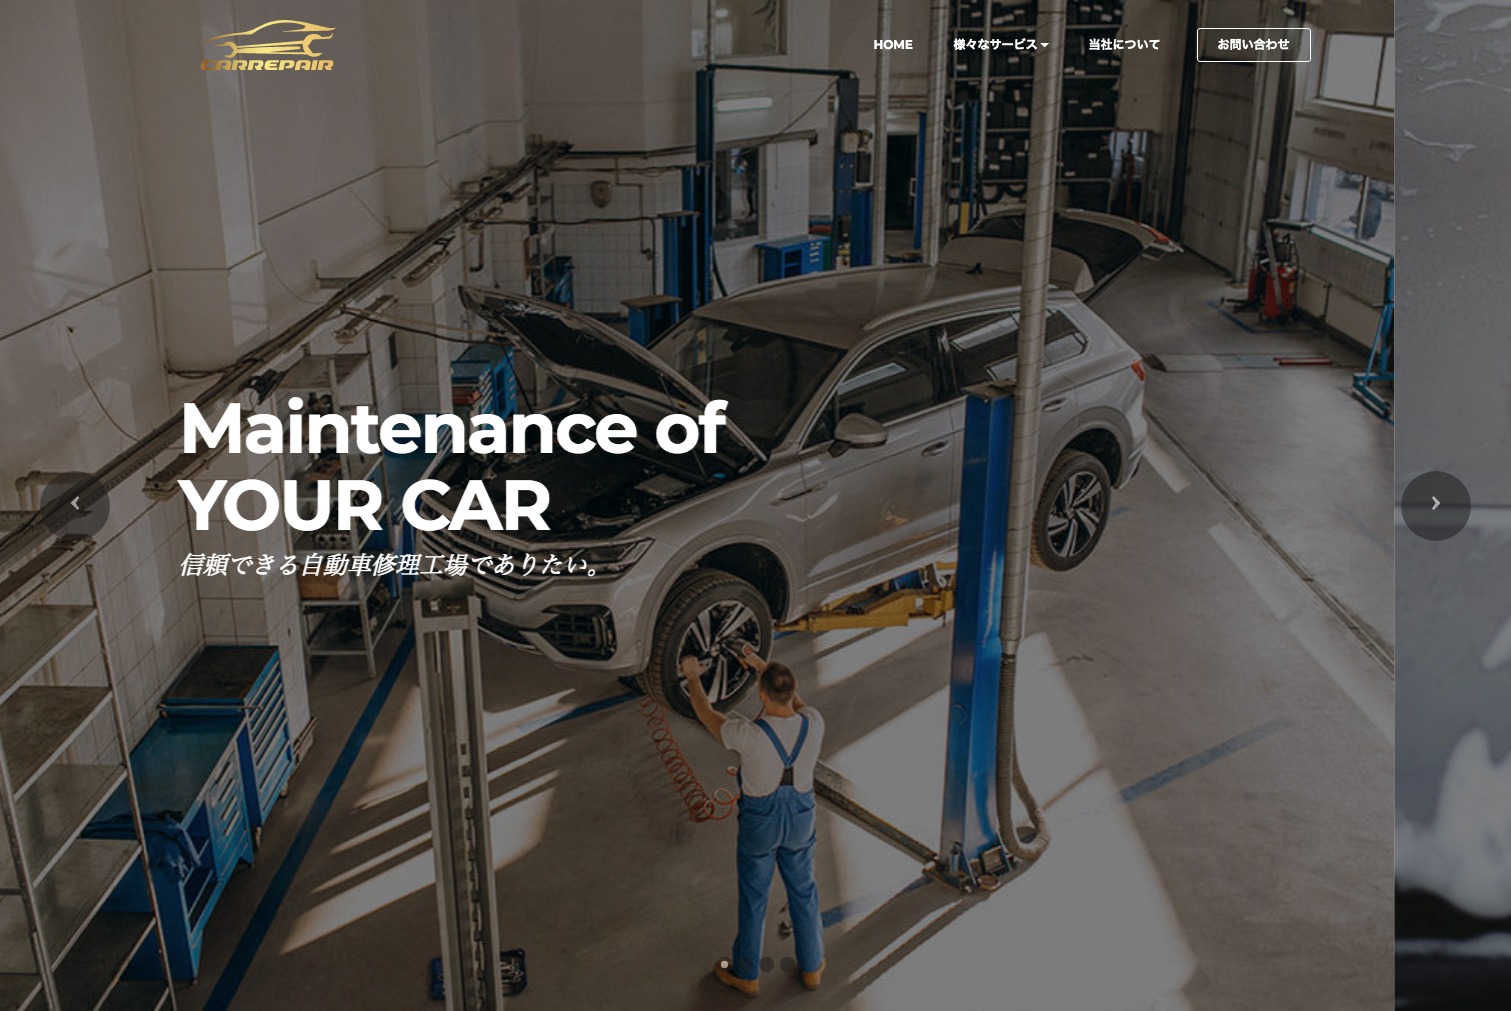 CARREPAIR
HOME 様々なサービス 当社について お問い合わせ
Maintenance of
YOUR CAR
信頼できる自動車修理工場でありたい。